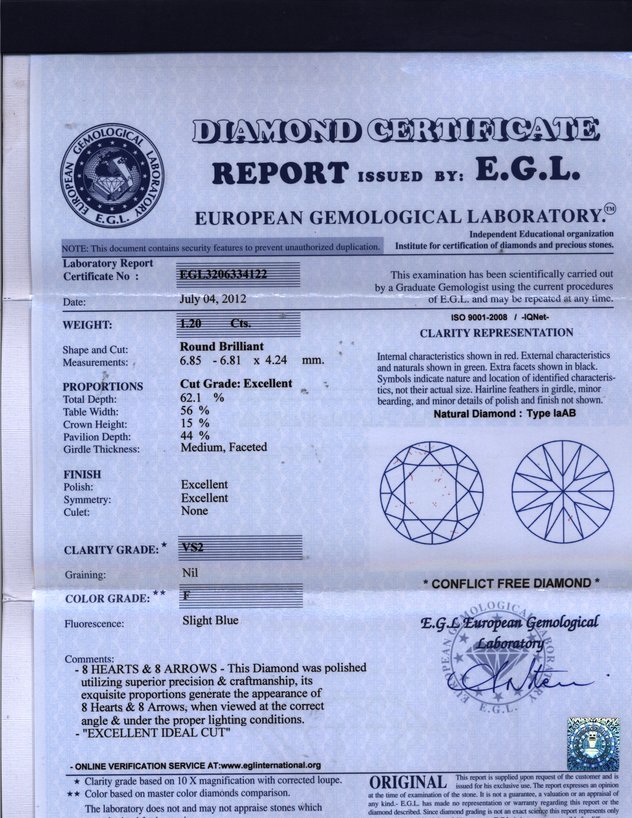 DIAMOND CERTIFICATE
REPORT ISSUED BY: E.G.L.
EUROPEAN GEMOLOGICAL LABORATORY
E.G.L.
EUROPEAN GEMOLOGICAL LABORATORY.™
Independent Educational organization
Institute for certification of diamonds and precious stones.
NOTE: This document contains security features to prevent unauthorized duplication.
Laboratory Report
Certificate No : EGL3206334122
Date: July 04, 2012
WEIGHT: 1.20 Cts.
Shape and Cut: Round Brilliant
Measurements: 6.85 - 6.81 x 4.24 mm.
PROPORTIONS Cut Grade: Excellent
Total Depth: 62.1 %
Table Width: 56 %
Crown Height: 15 %
Pavilion Depth: 44 %
Girdle Thickness: Medium, Faceted
FINISH
Polish: Excellent
Symmetry: Excellent
Culet: None
CLARITY GRADE: * VS2
Graining: Nil
COLOR GRADE: ** F
Fluorescence: Slight Blue
Comments:
- 8 HEARTS & 8 ARROWS - This Diamond was polished
utilizing superior precision & craftmanship, its
exquisite proportions generate the appearance of
8 Hearts & 8 Arrows, when viewed at the correct
angle & under the proper lighting conditions.
- "EXCELLENT IDEAL CUT"
- ONLINE VERIFICATION SERVICE AT:www.eglinternational.org
* Clarity grade based on 10 X magnification with corrected loupe.
** Color based on master color diamonds comparison.
The laboratory does not and may not appraise stones which
This examination has been scientifically carried out
by a Graduate Gemologist using the current procedures
of E.G.L. and may be repeated at any time.
ISO 9001-2008 / -IQNet-
CLARITY REPRESENTATION
Internal characteristics shown in red. External characteristics
and naturals shown in green. Extra facets shown in black.
Symbols indicate nature and location of identified characteris-
tics, not their actual size. Hairline feathers in girdle, minor
bearding, and minor details of polish and finish not shown.
Natural Diamond : Type IaAB
* CONFLICT FREE DIAMOND *
E.G.L European Gemological
Laboratory
E.G.L.
ORIGINAL
This report is supplied upon request of the customer and is
issued for his exclusive use. The report expresses an opinion
at the time of examination of the stone. It is not a guarantee, a valuation or an appraisal of
any kind.- E.G.L. has made no representation or warranty regarding this report or the
diamond described. Since diamond grading is not an exact science this report represents only